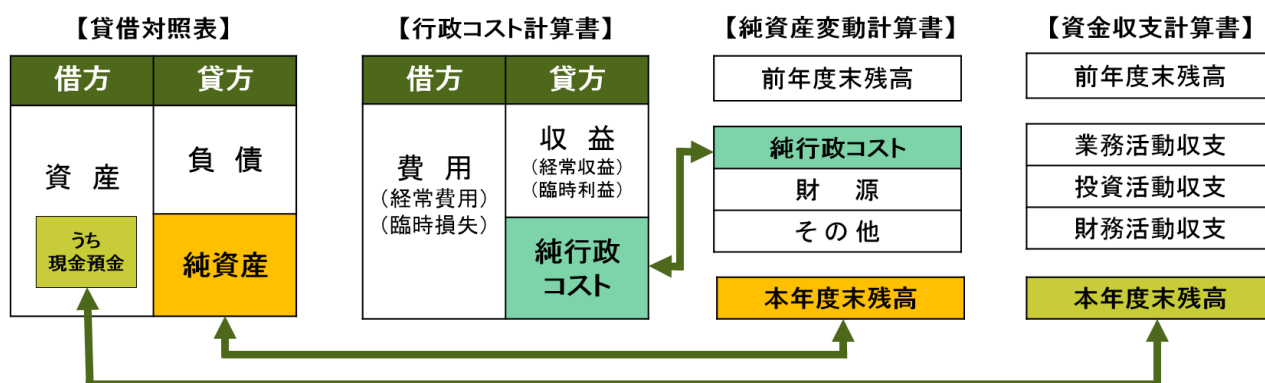 【貸借対照表】
借方
貸方
資産
うち
現金預金
負債
純資産
【行政コスト計算書】
借方
貸方
費用
（経常費用）
（臨時損失）
収益
（経常収益）
（臨時利益）
純行政
コスト
【純資産変動計算書】
前年度末残高
純行政コスト
財源
その他
本年度末残高
【資金収支計算書】
前年度末残高
業務活動収支
投資活動収支
財務活動収支
本年度末残高